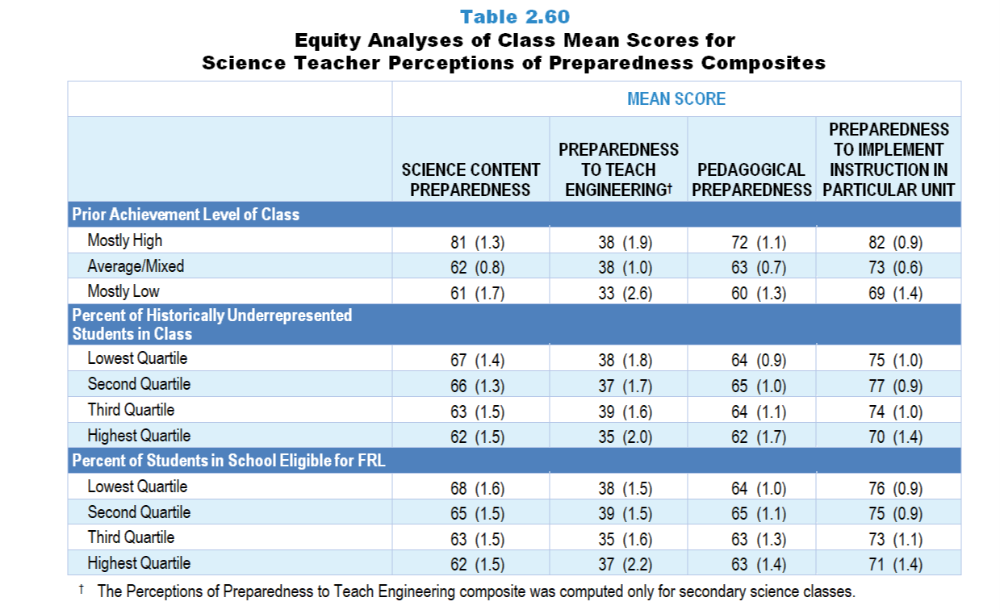 Table 2.60
Equity Analyses of Class Mean Scores for
Science Teacher Perceptions of Preparedness Composites
MEAN SCORE
SCIENCE CONTENT PREPAREDNESS PREPAREDNESS TO TEACH ENGINEERING† PEDAGOGICAL PREPAREDNESS PREPAREDNESS TO IMPLEMENT INSTRUCTION IN PARTICULAR UNIT
Prior Achievement Level of Class
Mostly High 81 (1.3) 38 (1.9) 72 (1.1) 82 (0.9)
Average/Mixed 62 (0.8) 38 (1.0) 63 (0.7) 73 (0.6)
Mostly Low 61 (1.7) 33 (2.6) 60 (1.3) 69 (1.4)
Percent of Historically Underrepresented
Students in Class
Lowest Quartile 67 (1.4) 38 (1.8) 64 (0.9) 75 (1.0)
Second Quartile 66 (1.3) 37 (1.7) 65 (1.0) 77 (0.9)
Third Quartile 63 (1.5) 39 (1.6) 64 (1.1) 74 (1.0)
Highest Quartile 62 (1.5) 35 (2.0) 62 (1.7) 70 (1.4)
Percent of Students in School Eligible for FRL
Lowest Quartile 68 (1.6) 38 (1.5) 64 (1.0) 76 (0.9)
Second Quartile 65 (1.5) 39 (1.5) 65 (1.1) 75 (0.9)
Third Quartile 63 (1.5) 35 (1.6) 63 (1.3) 73 (1.1)
Highest Quartile 62 (1.5) 37 (2.2) 63 (1.4) 71 (1.4)
† The Perceptions of Preparedness to Teach Engineering composite was computed only for secondary science classes.